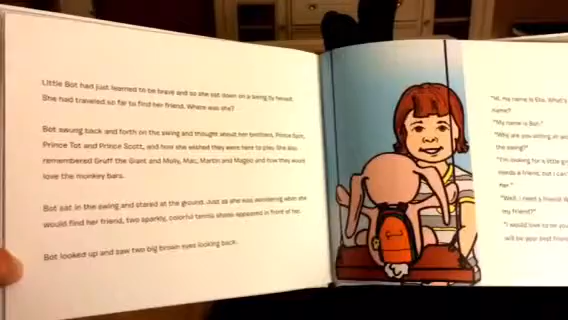 Little Bot had just learned to be brave and so she sat down on a swing by herself.
She had traveled so far to find her friend. Where was she?
Bot swung back and forth on the swing and thought about her brothers, Prince Spot,
Prince Tot and Prince Scott, and how she wished they were here to play. She also
remembered Gruff the Giant and Molly, Mac, Martin and Maggie and how they would
love the monkey bars.
Bot sat in the swing and stared at the ground. Just as she was wondering when she
would find her friend, two sparkly, colorful tennis shoes appeared in front of her.
Bot looked up and saw two big brown eyes looking back.
"Hi, my name is Ella. What's
name?"
"My name is Bot."
"Why are you sitting all
the swing?"
"I'm looking for a little
needs a friend, but I can't
her."
"Well, I need a friend.
my friend?"
"I would love to be your
will be your best friend